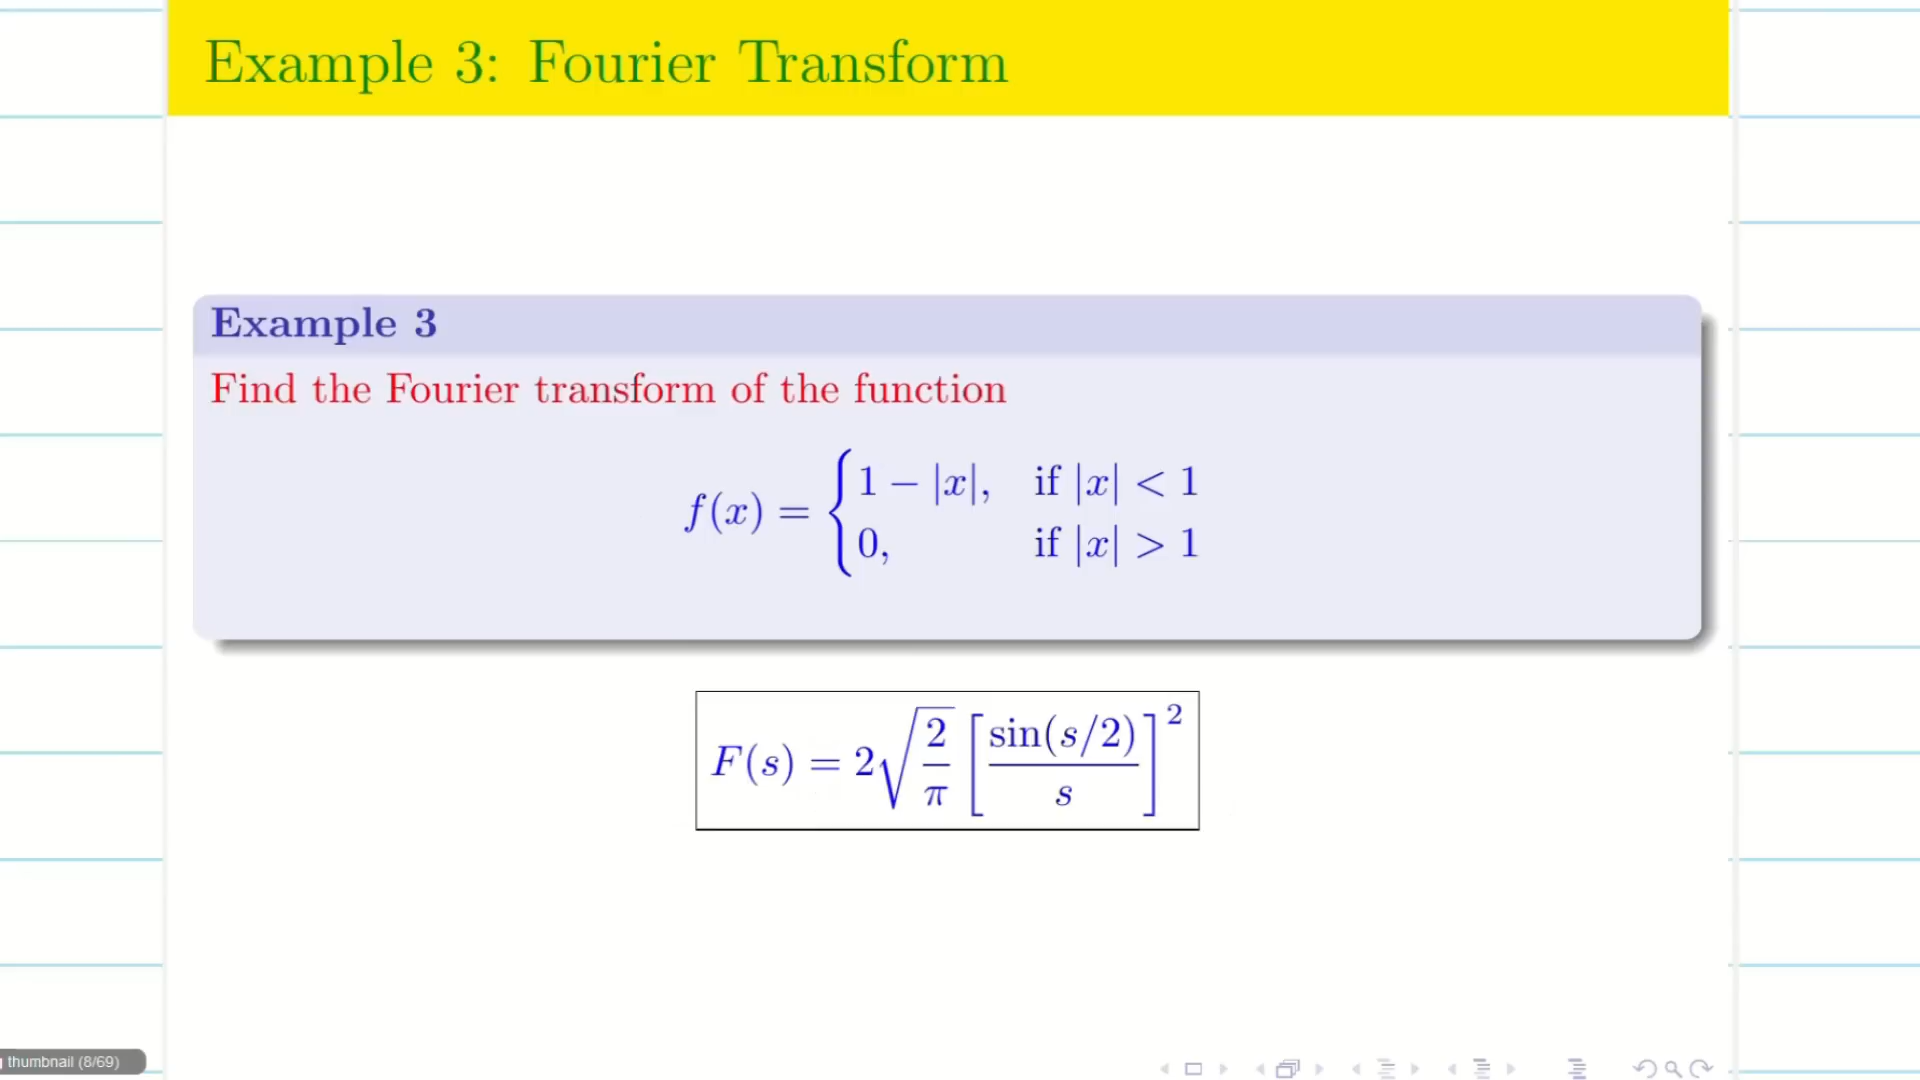 Example 3: Fourier Transform
Example 3
Find the Fourier transform of the function
f(x) = { 1 − |x|, if |x| < 1
0, if |x| > 1
F(s) = 2√(2/π) [sin(s/2)/s]²
thumbnail (8/69)